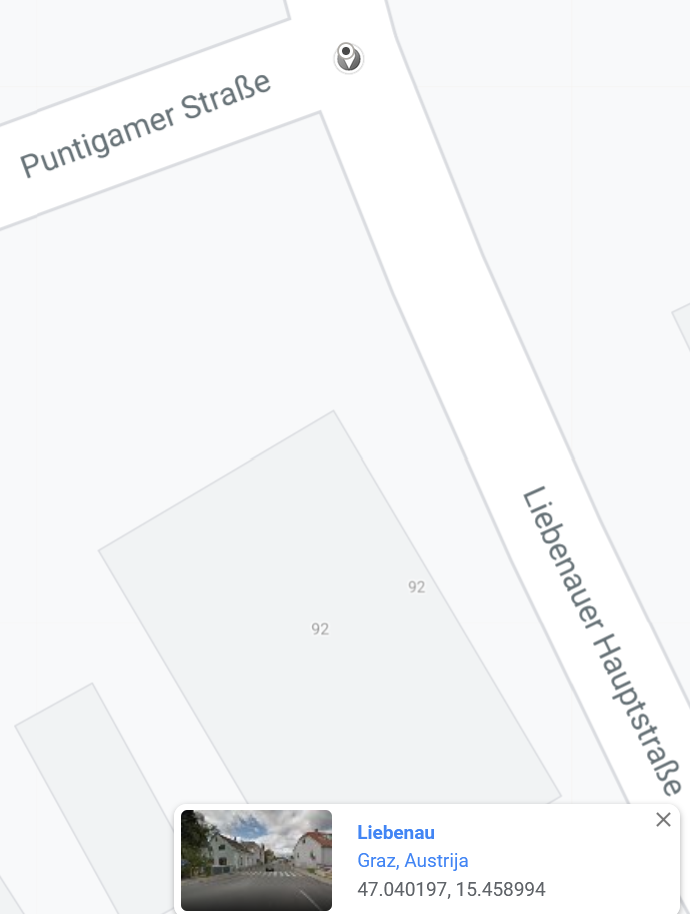 Puntigamer Straße
Liebenauer Hauptstraße
92
92
Liebenau
Graz, Austrija
47.040197, 15.458994